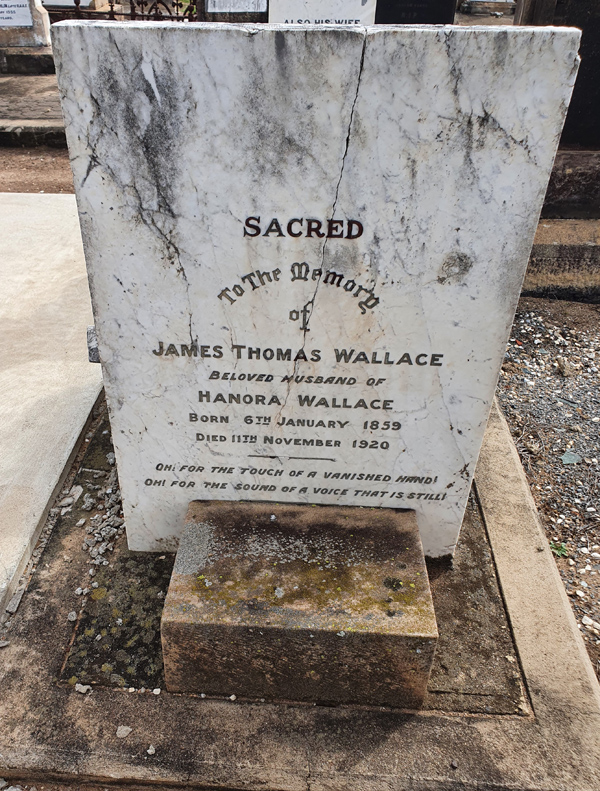 ALSO HIS WIFE
SACRED
To The Memory
of
JAMES THOMAS WALLACE
BELOVED HUSBAND OF
HANORA WALLACE
BORN 6TH JANUARY 1859
DIED 11TH NOVEMBER 1920
OH! FOR THE TOUCH OF A VANISHED HAND!
OH! FOR THE SOUND OF A VOICE THAT IS STILL!